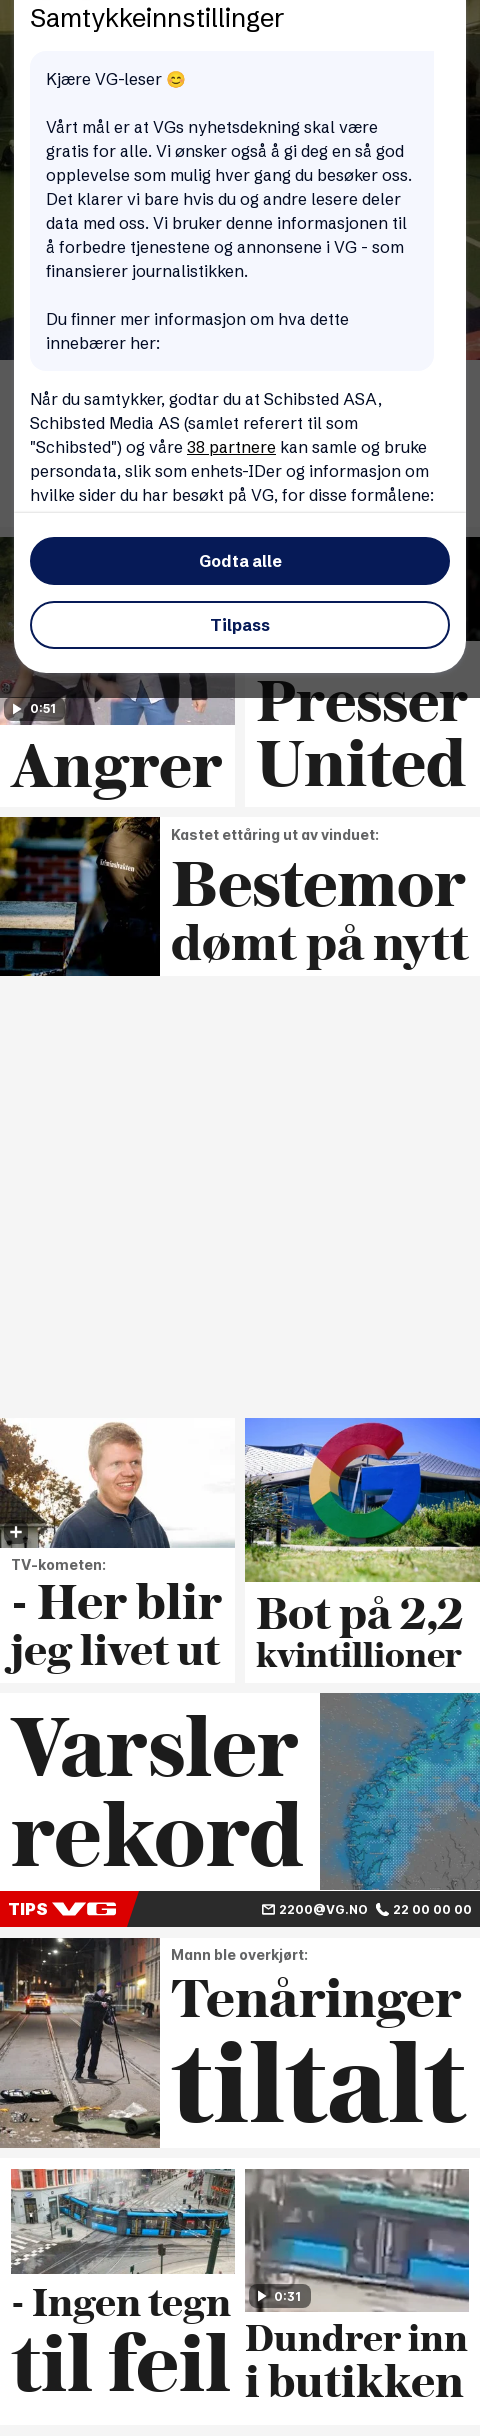 Samtykkeinnstillinger
Kjære VG-leser 😊
Vårt mål er at VGs nyhetsdekning skal være
gratis for alle. Vi ønsker også å gi deg en så god
opplevelse som mulig hver gang du besøker oss.
Det klarer vi bare hvis du og andre lesere deler
data med oss. Vi bruker denne informasjonen til
å forbedre tjenestene og annonsene i VG - som
finansierer journalistikken.
Du finner mer informasjon om hva dette
innebærer her:
Når du samtykker, godtar du at Schibsted ASA,
Schibsted Media AS (samlet referert til som
"Schibsted") og våre 38 partnere kan samle og bruke
persondata, slik som enhets-IDer og informasjon om
hvilke sider du har besøkt på VG, for disse formålene:
Godta alle
Tilpass
0:51
Angrer
Presser
United
Kriminalvakten
Kastet ettåring ut av vinduet:
Bestemor
dømt på nytt
TV-kometen:
- Her blir
jeg livet ut
Bot på 2,2
kvintillioner
Varsler
rekord
TIPS VG
2200@VG.NO 22 00 00 00
Mann ble overkjørt:
Tenåringer
tiltalt
- Ingen tegn
til feil
0:31
Dundrer inn
i butikken